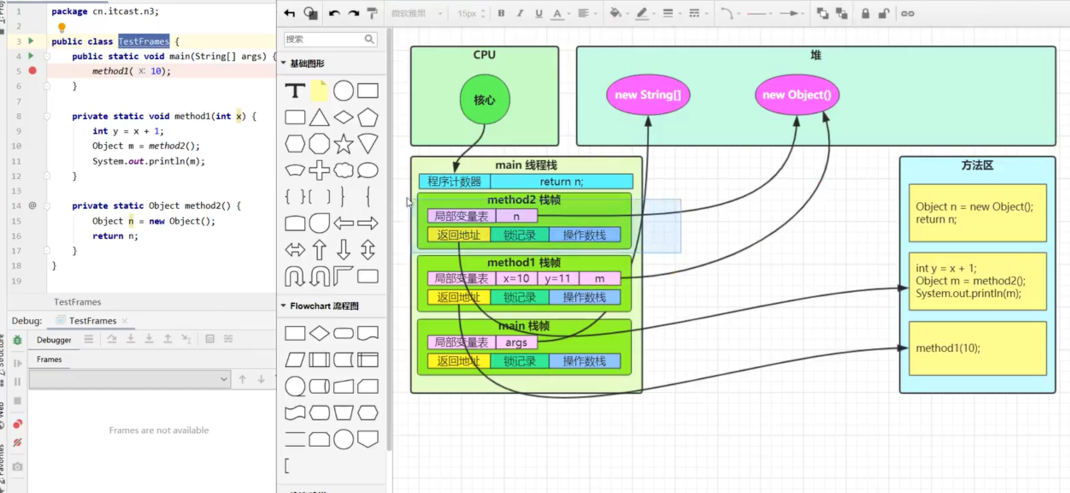 1 package cn.itcast.n3;
2
3 public class TestFrames {
4 public static void main(String[] args) {
5 method1( x: 10);
6 }
7
8 private static void method1(int x) {
9 int y = x + 1;
10 Object m = method2();
11 System.out.println(m);
12 }
13
14 @ private static Object method2() {
15 Object n = new Object();
16 return n;
17 }
18 }
19
TestFrames
Debug: TestFrames
Debugger
Frames
Frames are not available
2: Favorites
微软雅黑 15px B I U A
搜索
基础图形
T
Flowchart 流程图
CPU
核心
堆
new String[]
new Object()
main 线程栈
程序计数器 return n;
method2 栈帧
局部变量表 n
返回地址 锁记录 操作数栈
method1 栈帧
局部变量表 x=10 y=11 m
返回地址 锁记录 操作数栈
main 栈帧
局部变量表 args
返回地址 锁记录 操作数栈
方法区
Object n = new Object();
return n;
int y = x + 1;
Object m = method2();
System.out.println(m);
method1(10);